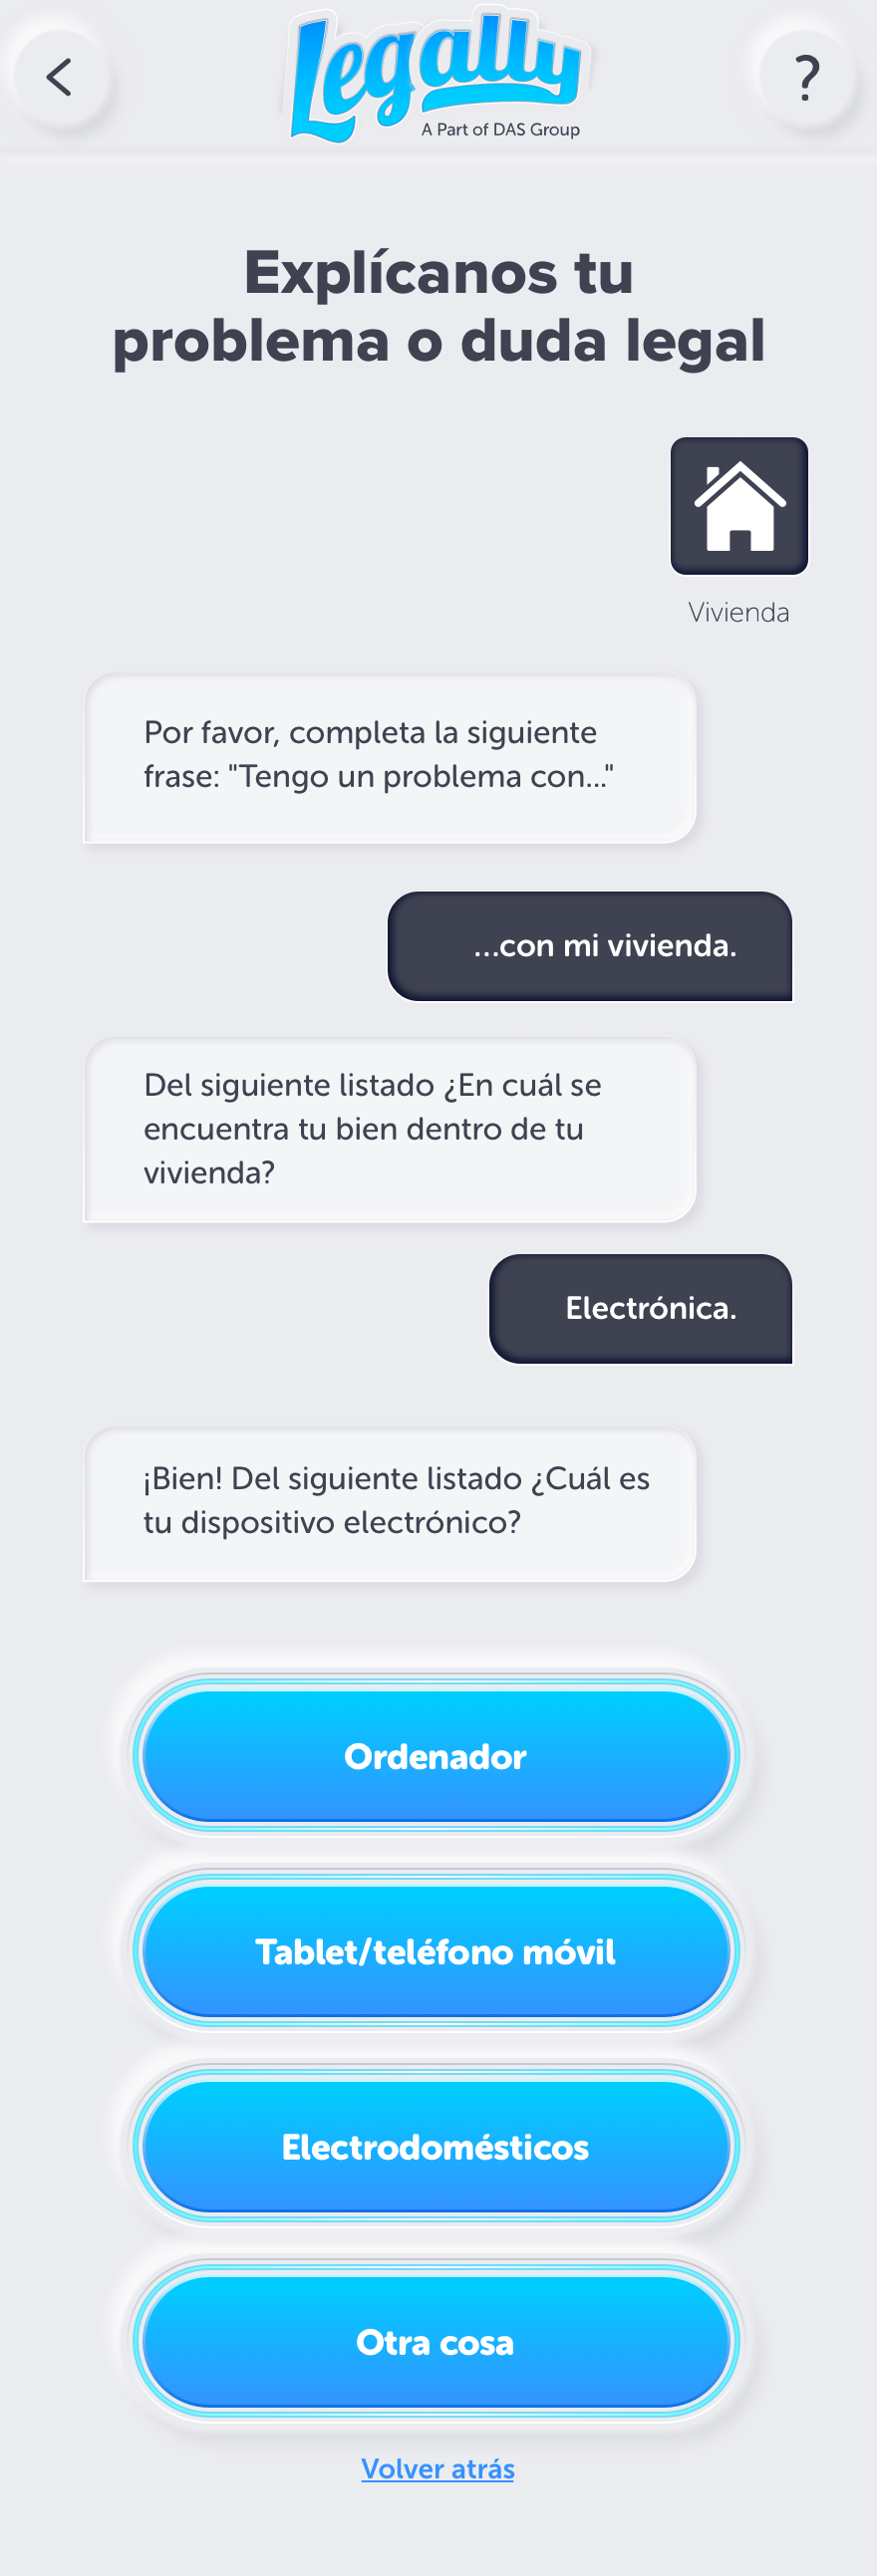 Legally
A Part of DAS Group
?
Explícanos tu
problema o duda legal
Vivienda
Por favor, completa la siguiente
frase: "Tengo un problema con..."
...con mi vivienda.
Del siguiente listado ¿En cuál se
encuentra tu bien dentro de tu
vivienda?
Electrónica.
¡Bien! Del siguiente listado ¿Cuál es
tu dispositivo electrónico?
Ordenador
Tablet/teléfono móvil
Electrodomésticos
Otra cosa
Volver atrás